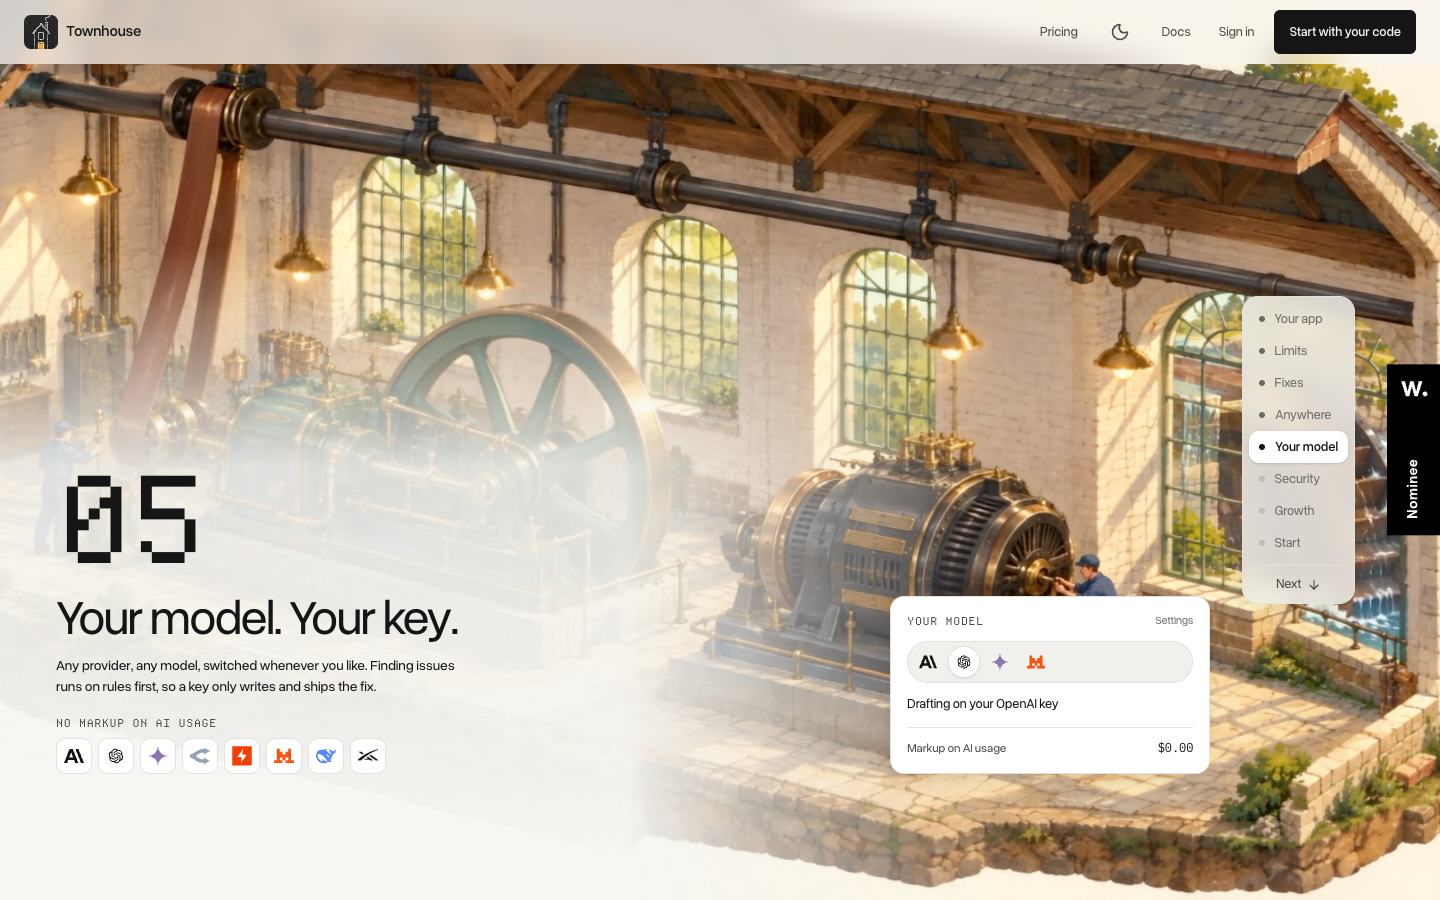 Townhouse
Pricing
Docs
Sign in
Start with your code
Your app
Limits
Fixes
Anywhere
Your model
Security
Growth
Start
Next
W.
Nominee
05
Your model. Your key.
Any provider, any model, switched whenever you like. Finding issues
runs on rules first, so a key only writes and ships the fix.
NO MARKUP ON AI USAGE
YOUR MODEL
Settings
Drafting on your OpenAI key
Markup on AI usage
$0.00